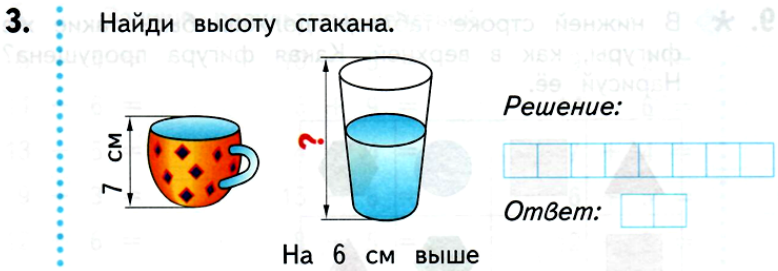 3. Найди высоту стакана.
7 см
?
На 6 см выше
Решение:
Ответ: